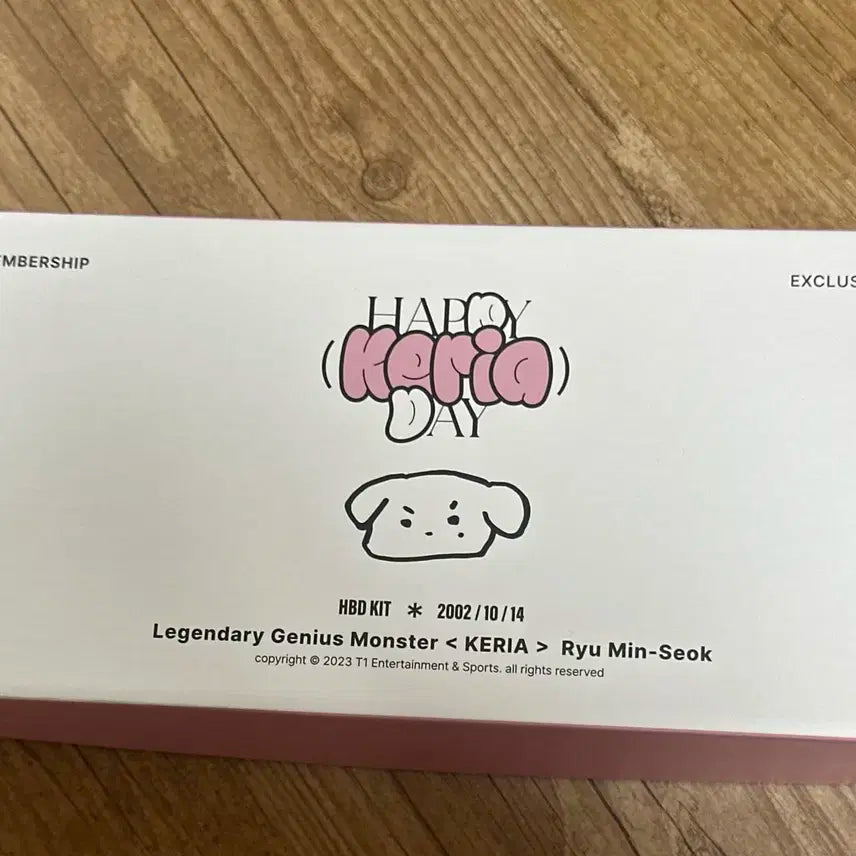 EMBERSHIP
EXCLUS
HAPPY
(Keria)
DAY
HBD KIT * 2002 / 10 / 14
Legendary Genius Monster < KERIA > Ryu Min-Seok
copyright © 2023 T1 Entertainment & Sports. all rights reserved